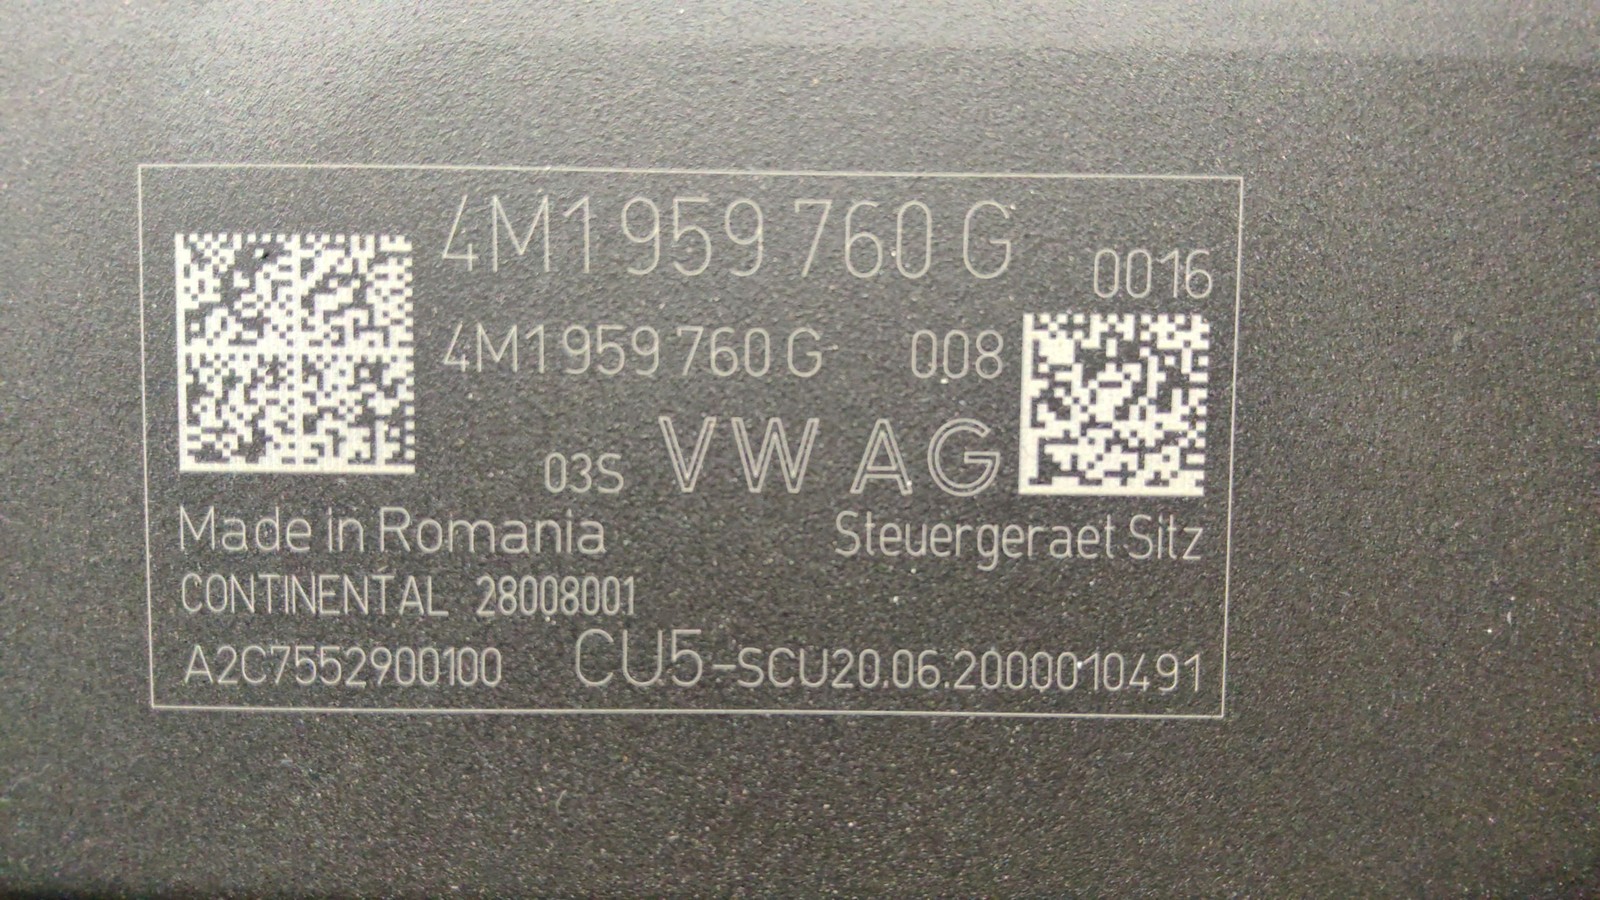 4M1 959 760 G
0016
4M1 959 760 G 008
03S VW AG
Made in Romania Steuergeraet Sitz
CONTINENTAL 28008001
A2C7552900100 CU5-SCU20.06.2000010491